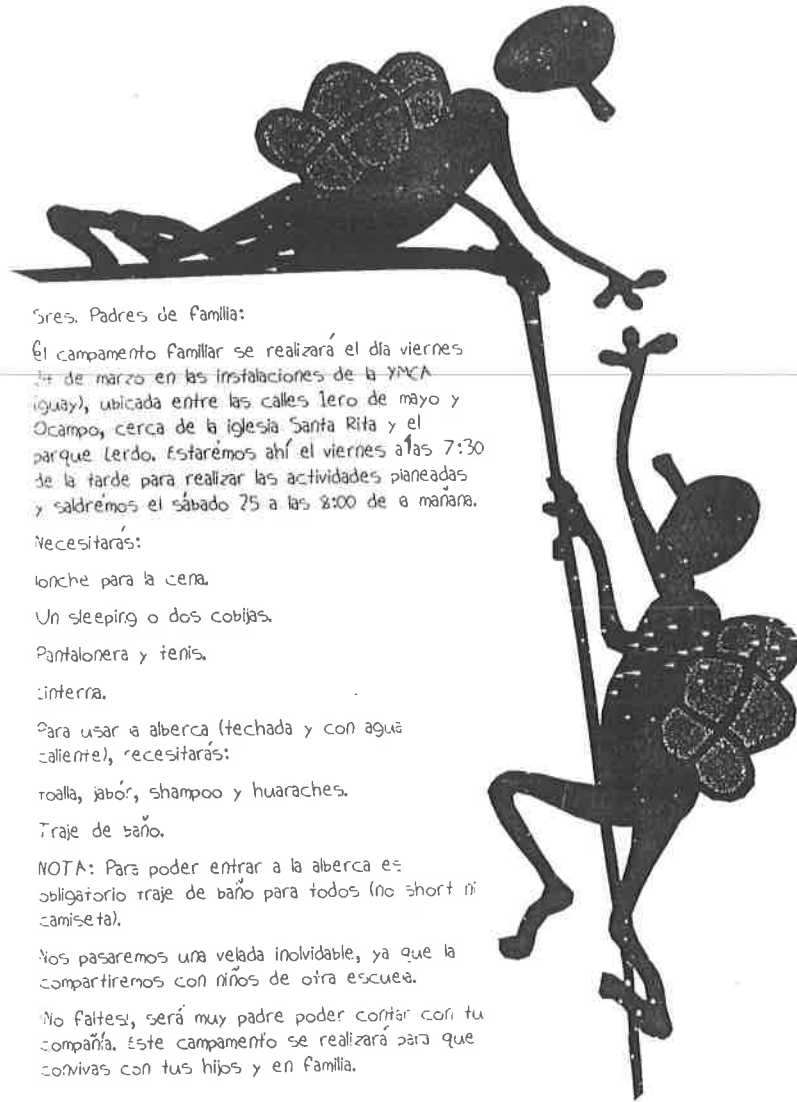 Sres. Padres de familia:
El campamento familiar se realizará el día viernes
de marzo en las instalaciones de la YMCA
iguay), ubicada entre las calles 1ero de mayo y
Ocampo, cerca de la iglesia Santa Rita y el
parque Lerdo. Estarémos ahí el viernes a las 7:30
de la tarde para realizar las actividades planeadas
y saldrémos el sábado 25 a las 8:00 de a mañana.
Necesitarás:
lonche para la cena.
Un sleeping o dos cobijas.
Pantalonera y tenis.
Linterna.
Para usar a alberca (techada y con agua
caliente), necesitarás:
Toalla, jabón, shampoo y huaraches.
Traje de baño.
NOTA: Para poder entrar a la alberca es
obligatorio traje de baño para todos (no short ni
camiseta).
Nos pasaremos una velada inolvidable, ya que la
compartiremos con niños de otra escuela.
No faltes!, será muy padre poder contar con tu
compañía. Este campamento se realizará para que
convivas con tus hijos y en familia.